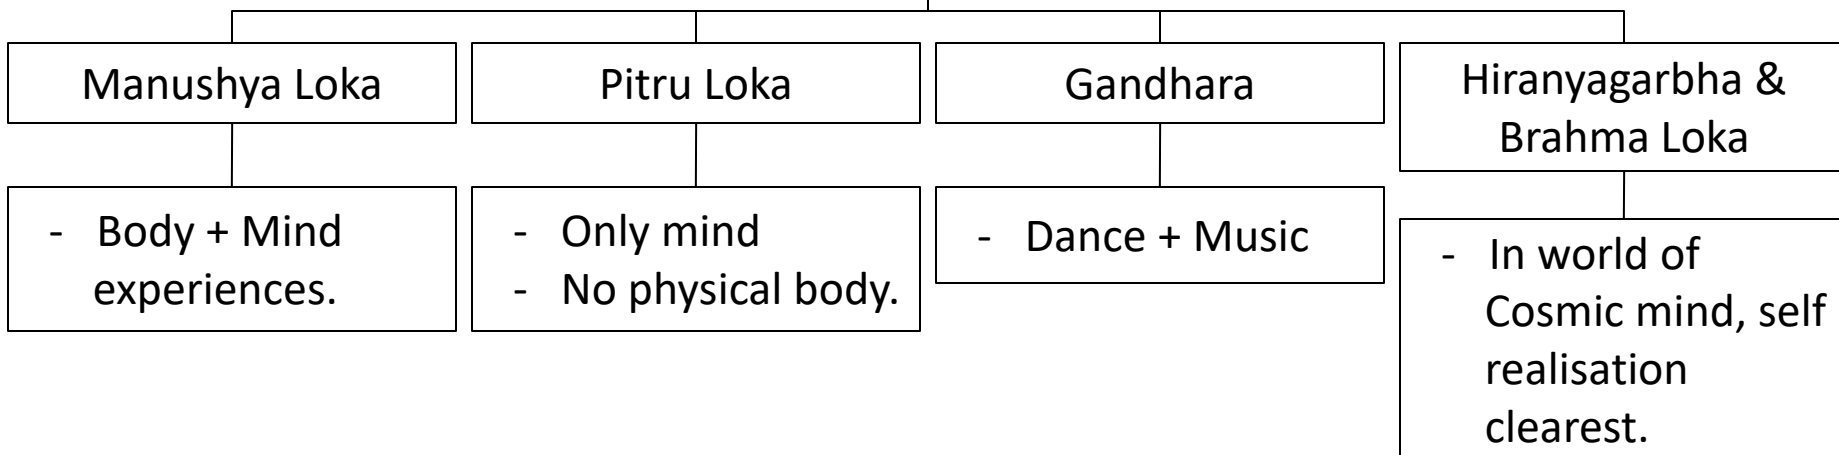 Manushya Loka
Pitru Loka
Gandhara
Hiranyagarbha &
Brahma Loka
- Body + Mind
experiences.
- Only mind
- No physical body.
- Dance + Music
- In world of
Cosmic mind, self
realisation
clearest.